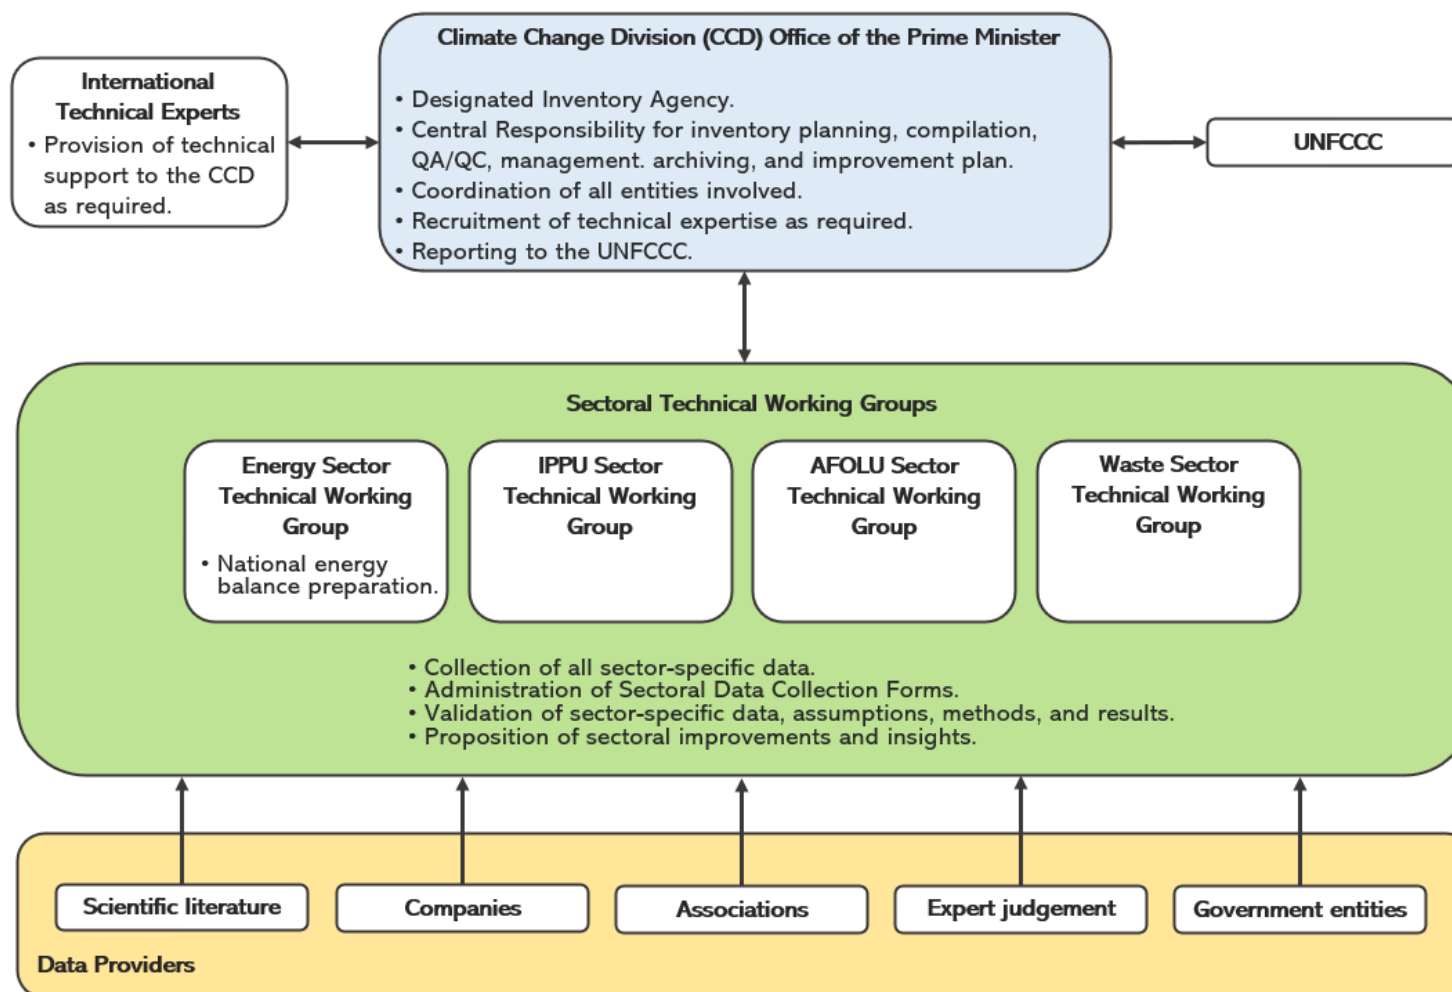 Climate Change Division (CCD) Office of the Prime Minister
• Designated Inventory Agency.
• Central Responsibility for inventory planning, compilation,
QA/QC, management. archiving, and improvement plan.
• Coordination of all entities involved.
• Recruitment of technical expertise as required.
• Reporting to the UNFCCC.
International
Technical Experts
• Provision of technical
support to the CCD
as required.
UNFCCC
Sectoral Technical Working Groups
Energy Sector
Technical Working
Group
• National energy
balance preparation.
IPPU Sector
Technical Working
Group
AFOLU Sector
Technical Working
Group
Waste Sector
Technical Working
Group
• Collection of all sector-specific data.
• Administration of Sectoral Data Collection Forms.
• Validation of sector-specific data, assumptions, methods, and results.
• Proposition of sectoral improvements and insights.
Scientific literature
Companies
Associations
Expert judgement
Government entities
Data Providers